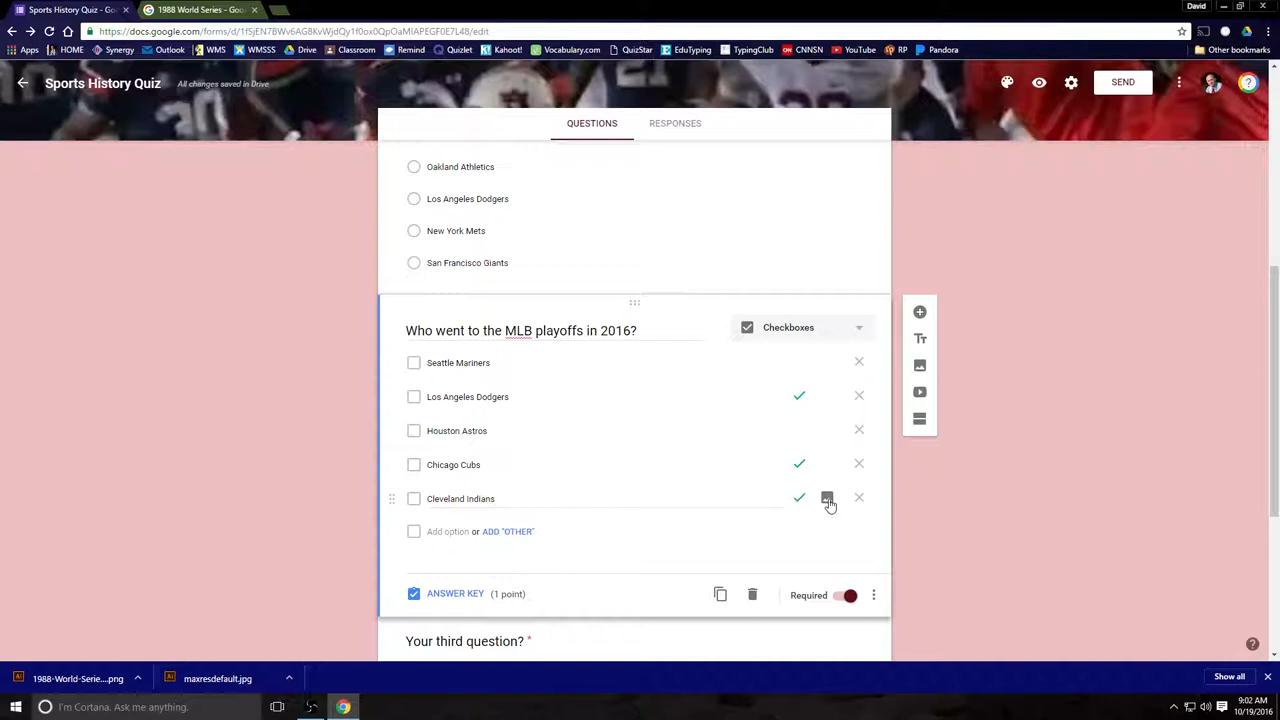 Sports History Quiz - G
1988 World Series - Goo
David
https://docs.google.com/forms/d/1fSjEN7BWv6AG8KvWjdQy1f0ox0QpOaMIAPEGF0E7L48/edit
Apps HOME Synergy Outlook WMS WMSSS Drive Classroom Remind Quizlet Kahoot! Vocabulary.com QuizStar EduTyping TypingClub CNNSN YouTube RP Pandora Other bookmarks
Sports History Quiz All changes saved in Drive SEND
QUESTIONS RESPONSES
Oakland Athletics
Los Angeles Dodgers
New York Mets
San Francisco Giants
Who went to the MLB playoffs in 2016? Checkboxes
Seattle Mariners
Los Angeles Dodgers
Houston Astros
Chicago Cubs
Cleveland Indians
Add option or ADD "OTHER"
ANSWER KEY (1 point) Required
Your third question? *
1988-World-Serie....png maxresdefault.jpg Show all
I'm Cortana. Ask me anything. 9:02 AM
10/19/2016